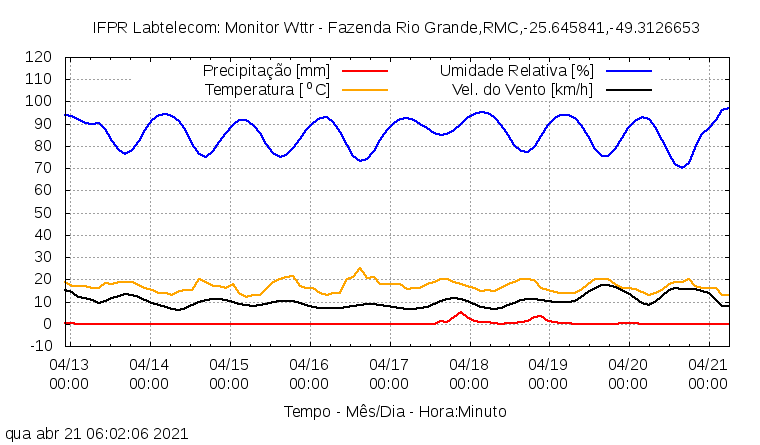 IFPR Labtelecom: Monitor Wttr - Fazenda Rio Grande,RMC,-25.645841,-49.3126653
120
110
100
90
80
70
60
50
40
30
20
10
0
-10
Precipitação [mm]
Temperatura [⁰C]
Umidade Relativa [%]
Vel. do Vento [km/h]
04/13 04/14 04/15 04/16 04/17 04/18 04/19 04/20 04/21
00:00 00:00 00:00 00:00 00:00 00:00 00:00 00:00 00:00
Tempo - Mês/Dia - Hora:Minuto
qua abr 21 06:02:06 2021